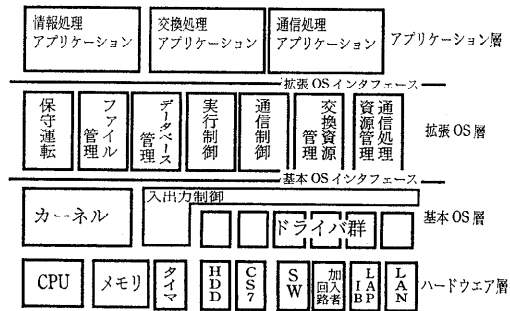 情報処理
アプリケーション
交換処理
アプリケーション
通信処理
アプリケーション
アプリケーション層
拡張OSインタフェース
保守運転
ファイル
管理
データベース
管理
実行制御
通信制御
交換資源
管理
通信処理
資源管理
拡張OS層
基本OSインタフェース
カーネル
入出力制御
ドライバ群
基本OS層
CPU
メモリ
タイマ
HDD
CS7
SW
加入者
回路
LAP
IB
LAN
ハードウエア層